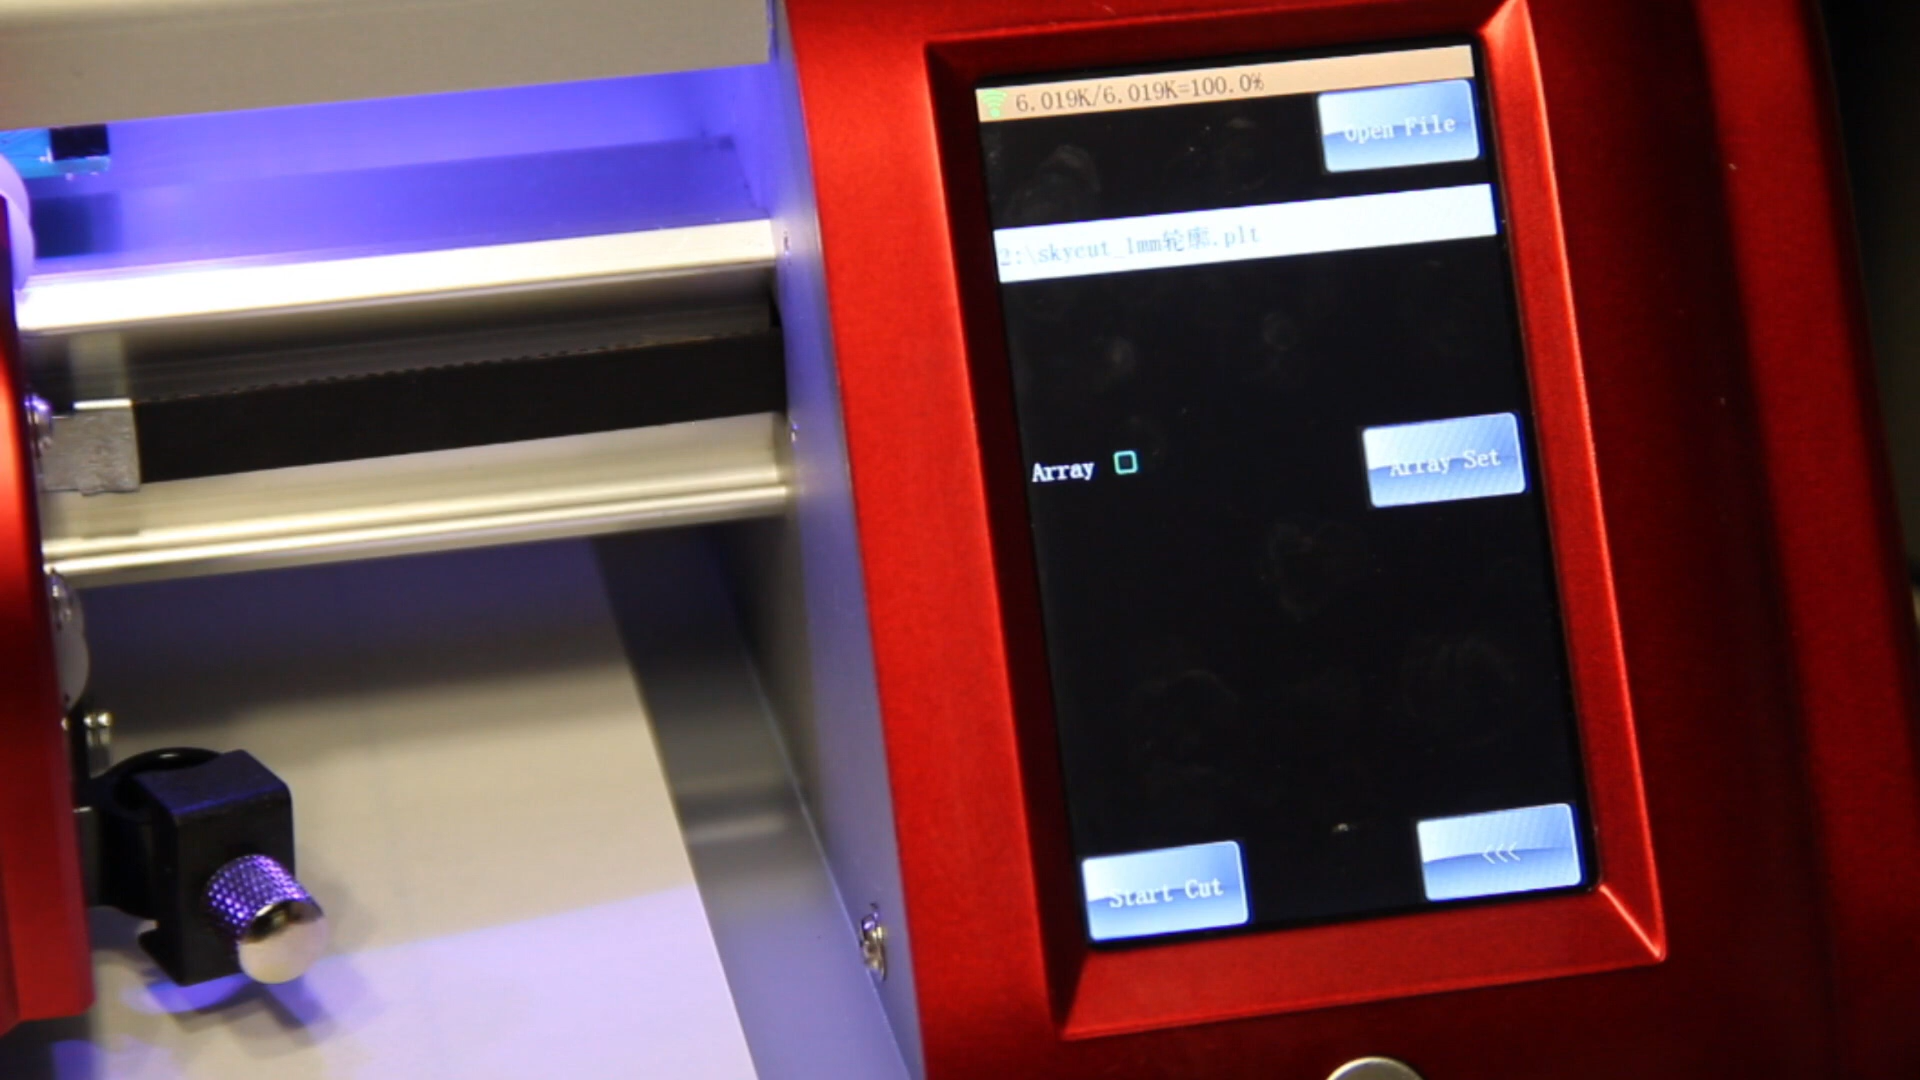 6.019K/6.019K=100.0%
Open File
2:\skycut_1mm轮廓.plt
Array
Array Set
Start Cut
<<<